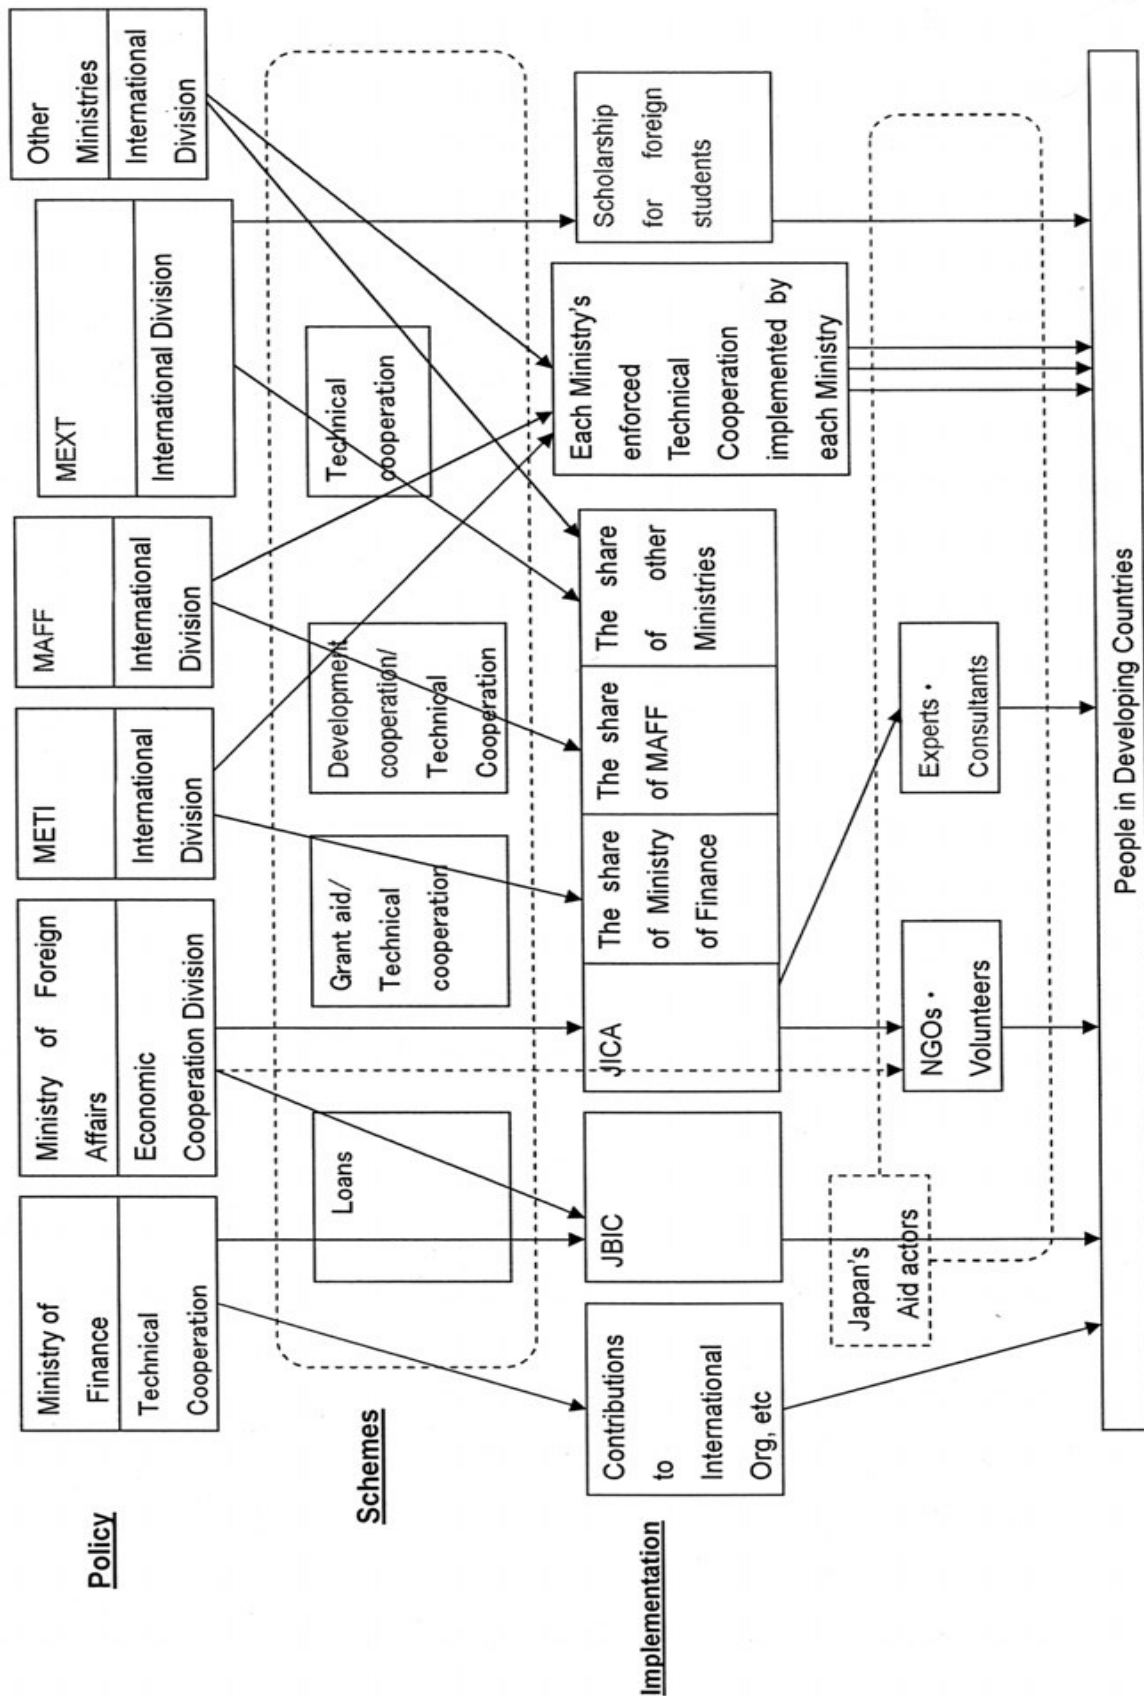 Policy
Ministry of
Finance
Technical
Cooperation
Ministry of Foreign
Affairs
Economic
Cooperation Division
METI
International
Division
MAFF
International
Division
MEXT
International Division
Other
Ministries
International
Division
Schemes
Loans
Grant aid/
Technical
cooperation
Development
cooperation/
Technical
Cooperation
Technical
cooperation
Implementation
Contributions
to
International
Org, etc
JBIC
JICA
The share
of Ministry
of Finance
The share
of MAFF
The share
of other
Ministries
Each Ministry's
enforced
Technical
Cooperation
implemented by
each Ministry
Scholarship
for foreign
students
Japan's
Aid actors
NGOs・
Volunteers
Experts・
Consultants
People in Developing Countries